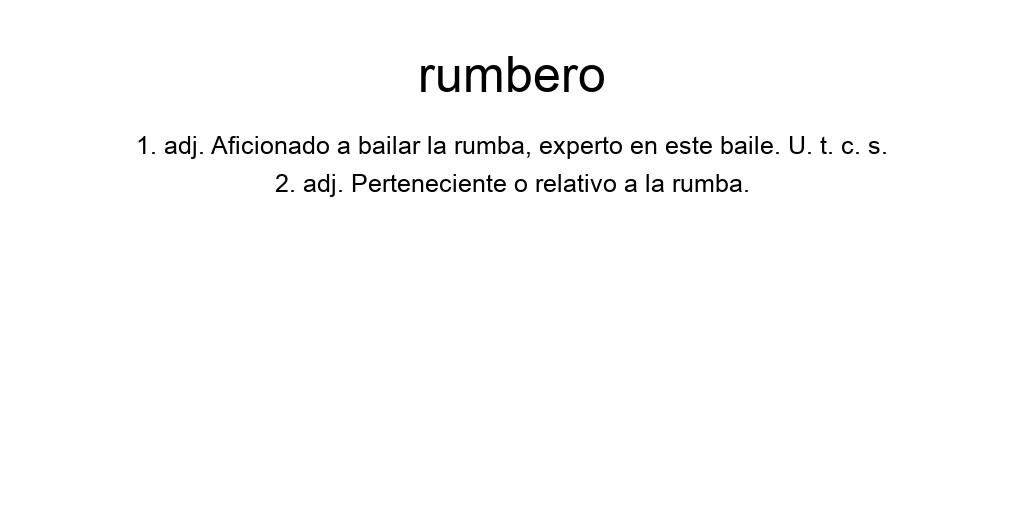 rumbero
1. adj. Aficionado a bailar la rumba, experto en este baile. U. t. c. s.
2. adj. Perteneciente o relativo a la rumba.